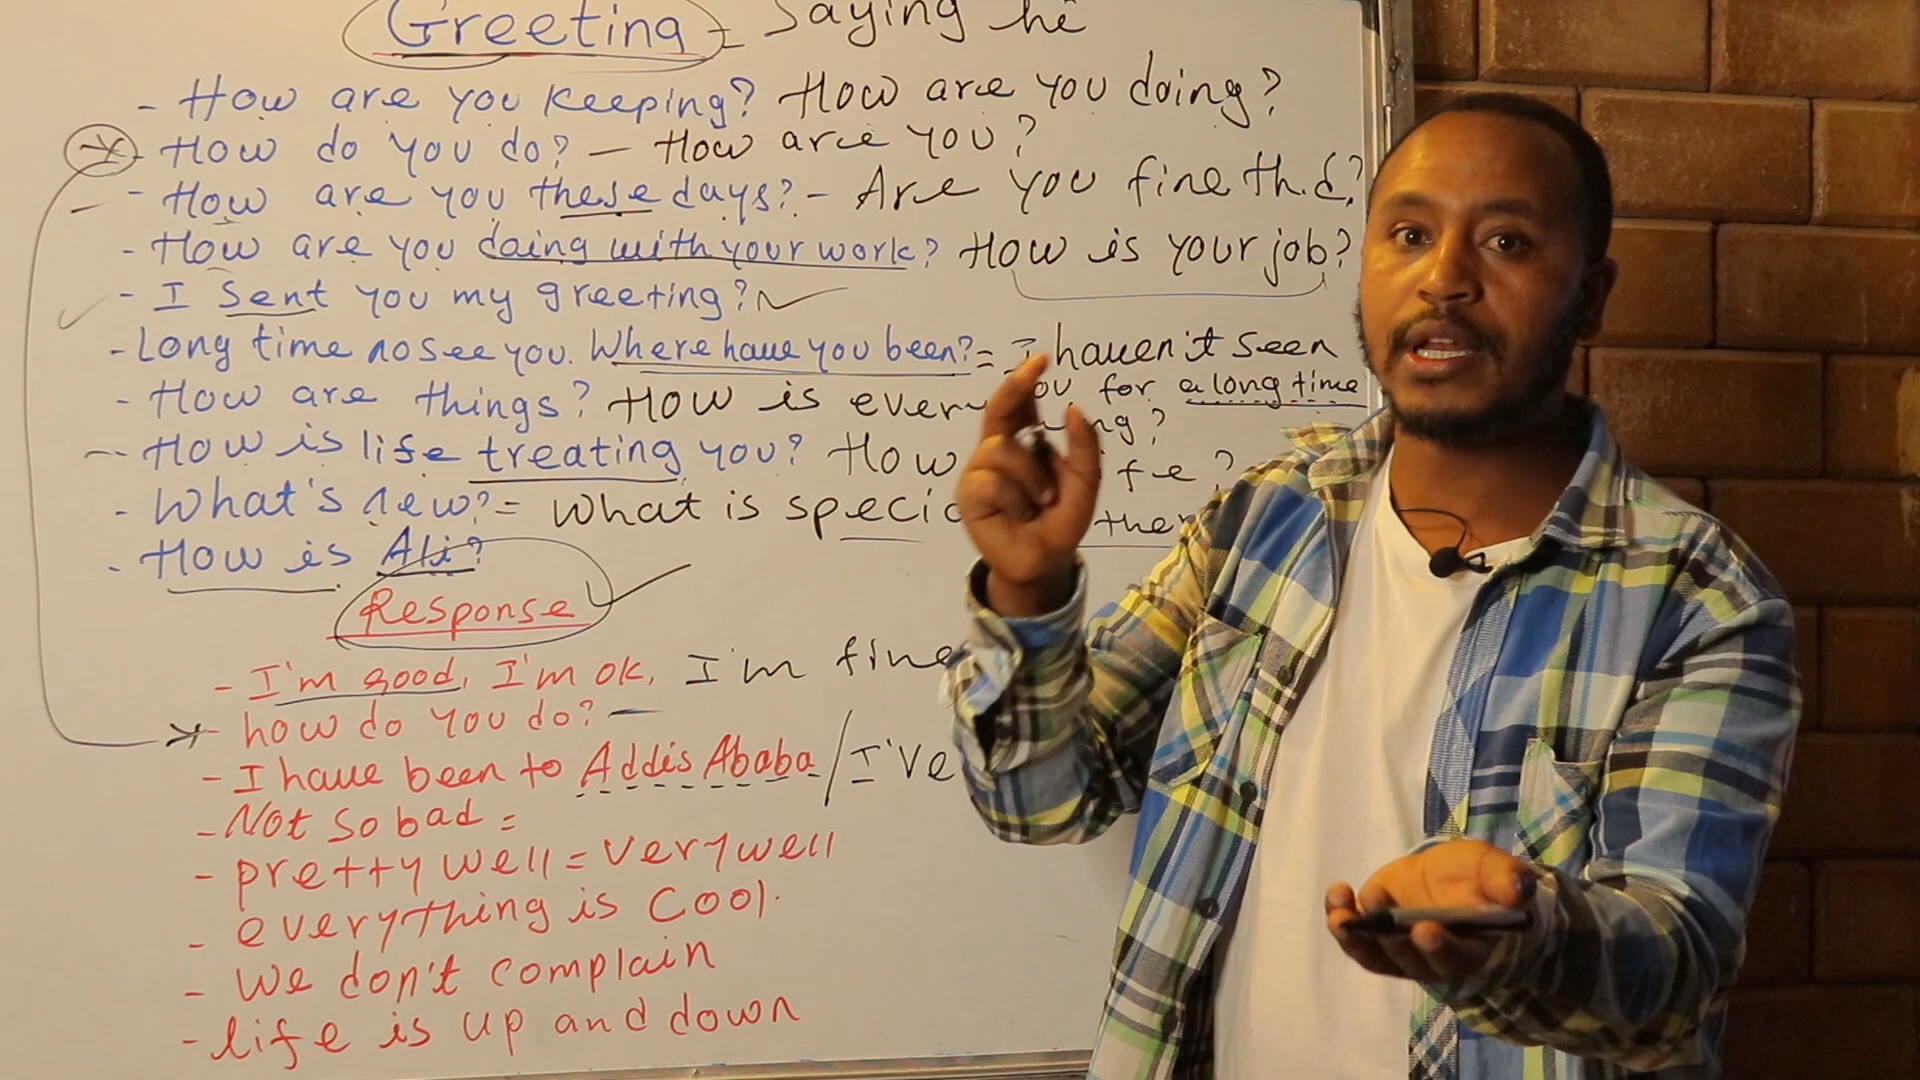 Greeting = Saying hi
- How are you keeping? How are you doing?
- How do you do? - How are you?
- How are you these days? - Are you fine th.d?
- How are you doing with your work? How is your job?
- I sent you my greeting?
- Long time no see you. Where have you been? = I haven't seen
you for a long time
- How are things? How is everything?
- How is life treating you? How life?
- What's new? = What is special
- How is Ali?
Response
- I'm good, I'm ok, I'm fine
- how do you do? -
- I have been to Addis Ababa / I've
- Not so bad =
- pretty well = very well
- everything is cool.
- we don't complain
- life is up and down